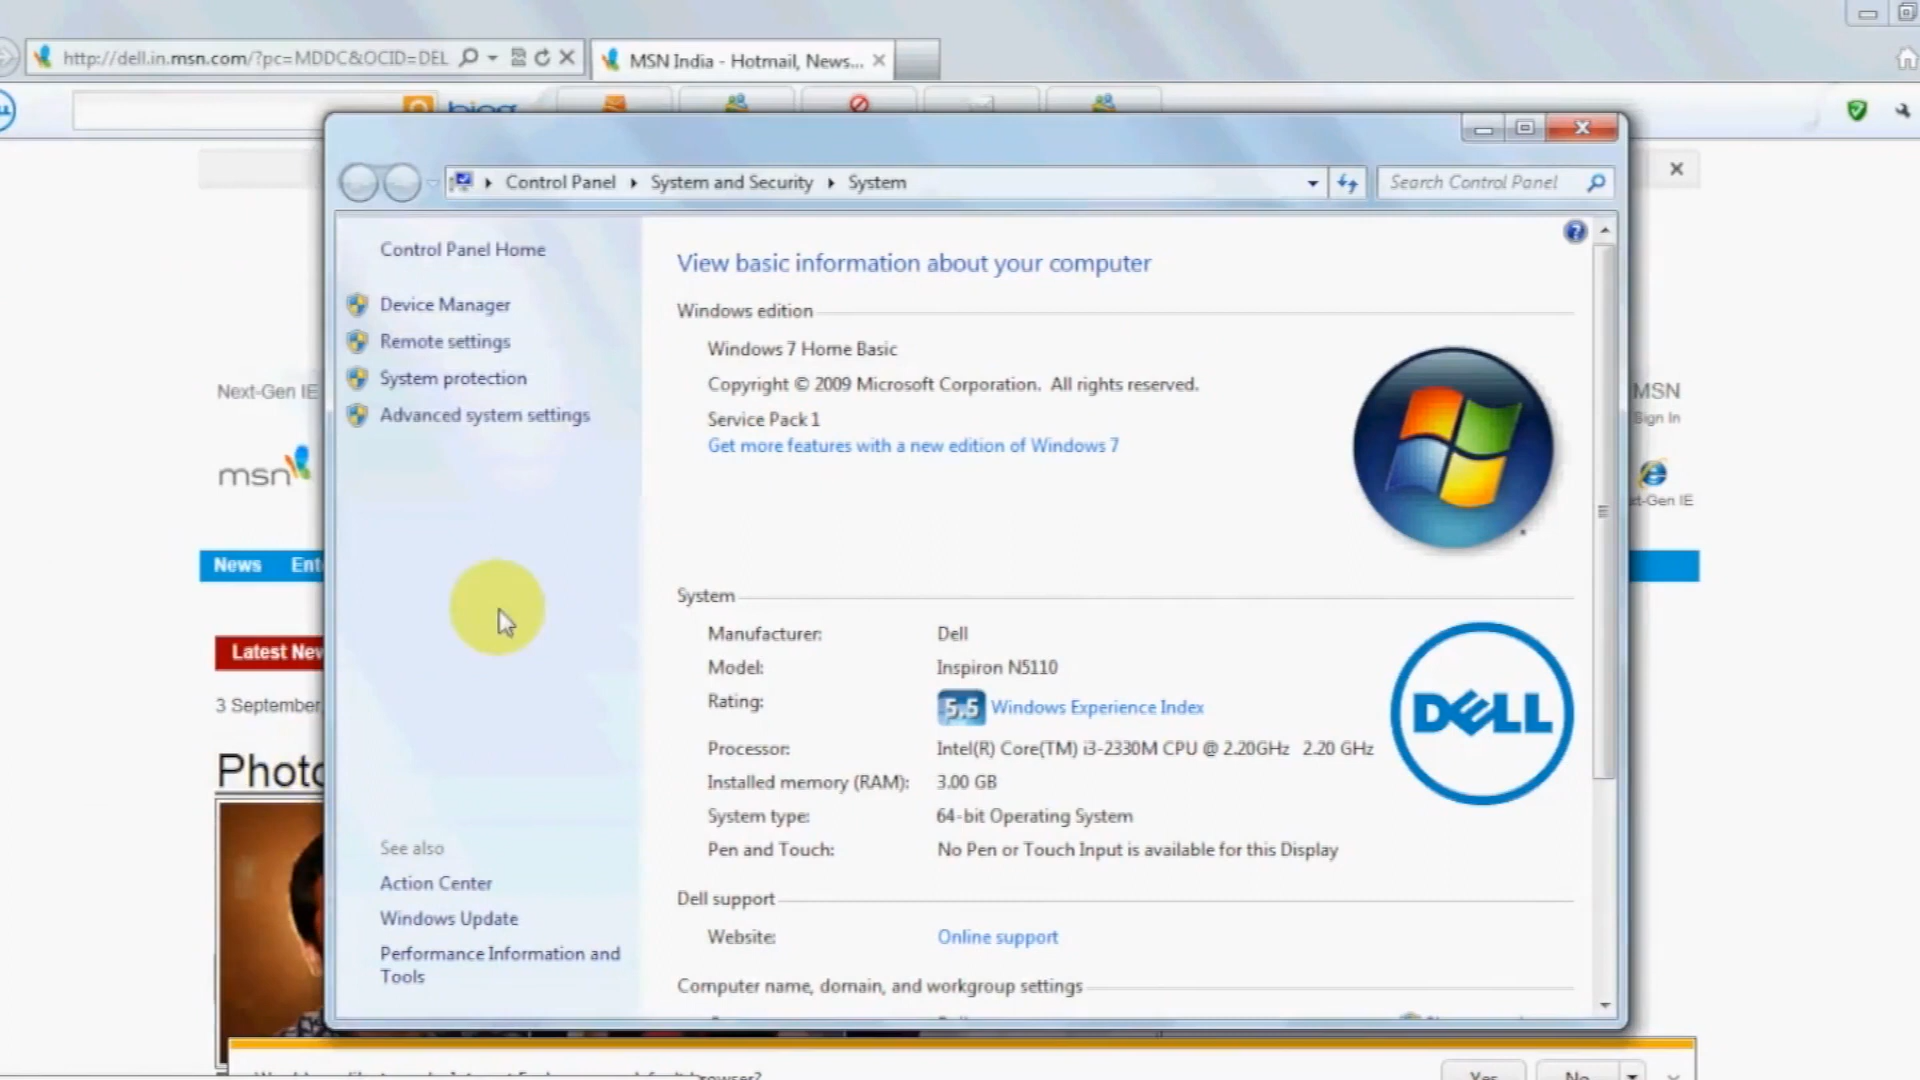 http://dell.in.msn.com/?pc=MDDC&OCID=DEL
MSN India - Hotmail, News...
bing
Control Panel
System and Security
System
Search Control Panel
Control Panel Home
Device Manager
Remote settings
System protection
Advanced system settings
See also
Action Center
Windows Update
Performance Information and
Tools
View basic information about your computer
Windows edition
Windows 7 Home Basic
Copyright © 2009 Microsoft Corporation. All rights reserved.
Service Pack 1
Get more features with a new edition of Windows 7
System
Manufacturer: Dell
Model: Inspiron N5110
Rating: 5.5 Windows Experience Index
Processor: Intel(R) Core(TM) i3-2330M CPU @ 2.20GHz 2.20 GHz
Installed memory (RAM): 3.00 GB
System type: 64-bit Operating System
Pen and Touch: No Pen or Touch Input is available for this Display
DELL
Dell support
Website: Online support
Computer name, domain, and workgroup settings
Next-Gen IE
msn
News
Latest
3 September,
MSN
Sign In
Yes
No